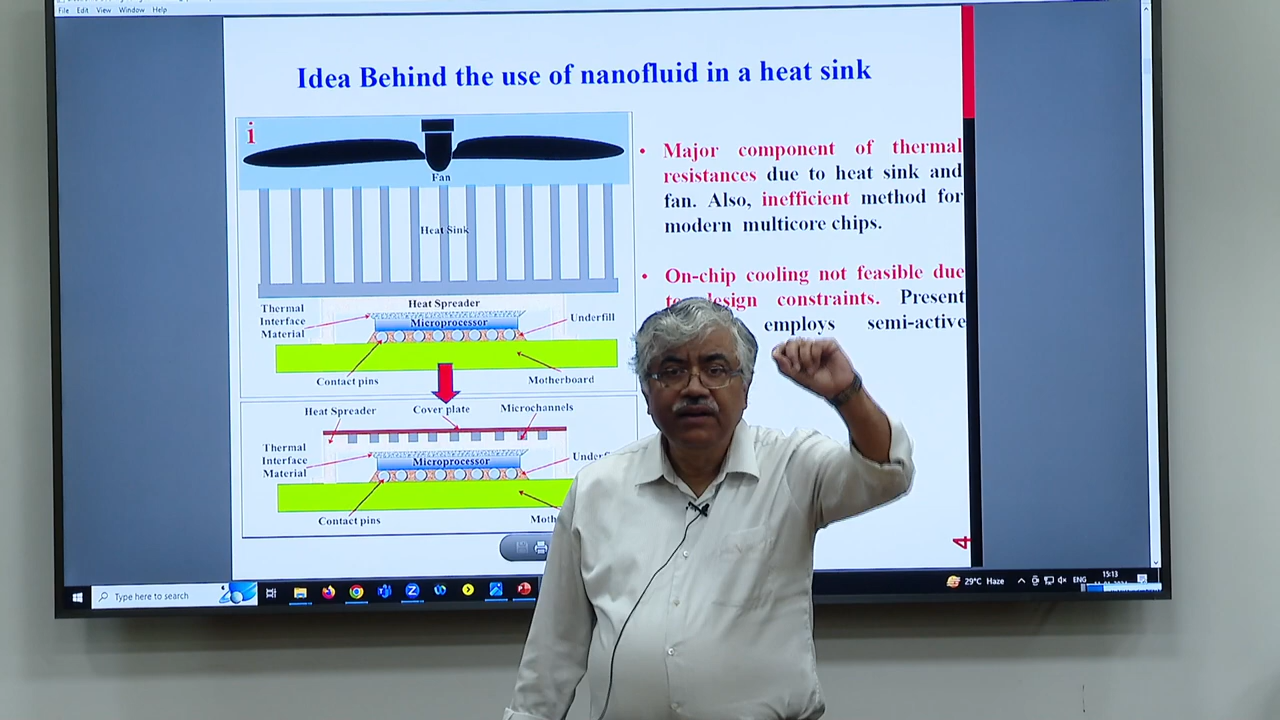 File Edit View Window Help
Idea Behind the use of nanofluid in a heat sink
i
Fan
Heat Sink
Heat Spreader
Thermal
Interface
Material
Microprocessor
Underfill
Contact pins
Motherboard
Heat Spreader
Cover plate
Microchannels
Thermal
Interface
Material
Microprocessor
Contact pins
• Major component of thermal
resistances due to heat sink and
fan. Also, inefficient method for
modern multicore chips.
• On-chip cooling not feasible due
design constraints. Present
employs semi-active
4
Type here to search
29°C Haze
ENG
15:13